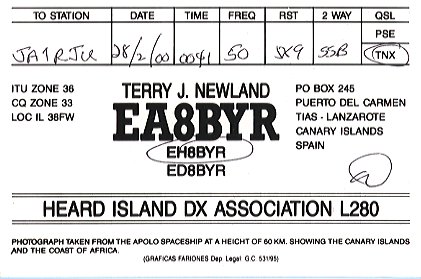 TO STATION DATE TIME FREQ RST 2 WAY QSL
PSE
JA1RJU 28/2/00 0041 50 5X9 SSB TNX
ITU ZONE 36
CQ ZONE 33
LOC IL 38FW
TERRY J. NEWLAND
EA8BYR
EH8BYR
ED8BYR
PO BOX 245
PUERTO DEL CARMEN
TIAS - LANZAROTE
CANARY ISLANDS
SPAIN
HEARD ISLAND DX ASSOCIATION L280
PHOTOGRAPH TAKEN FROM THE APOLO SPACESHIP AT A HEICHT OF 60 KM. SHOWING THE CANARY ISLANDS
AND THE COAST OF AFRICA.
(GRAFICAS FARIONES Dep. Legal G.C. 531/95)